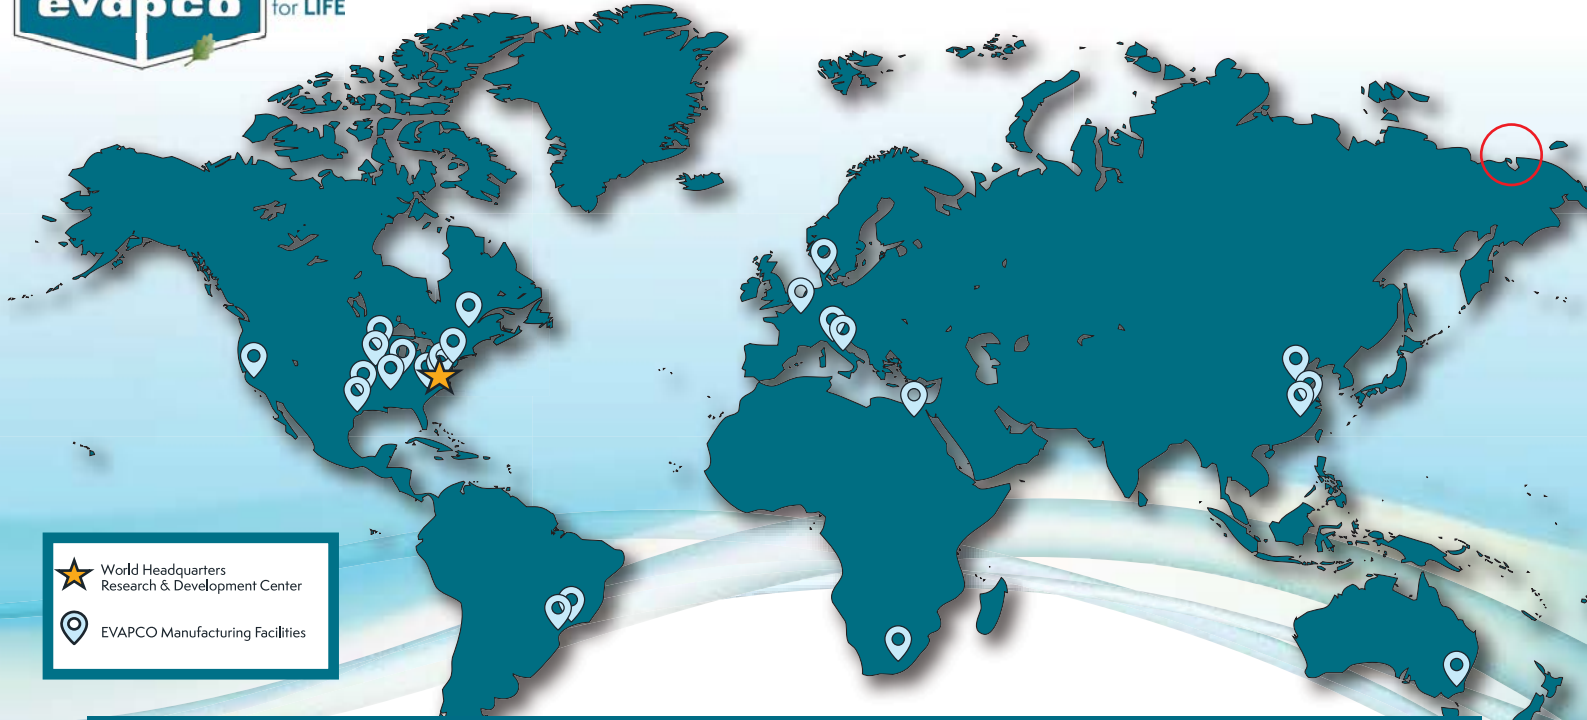 evapco
for LIFE
World Headquarters
Research & Development Center
EVAPCO Manufacturing Facilities